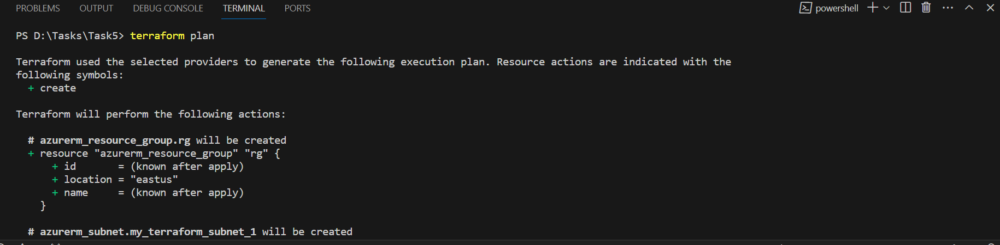 PROBLEMS OUTPUT DEBUG CONSOLE TERMINAL PORTS powershell
PS D:\Tasks\Task5> terraform plan
Terraform used the selected providers to generate the following execution plan. Resource actions are indicated with the
following symbols:
+ create
Terraform will perform the following actions:
# azurerm_resource_group.rg will be created
+ resource "azurerm_resource_group" "rg" {
+ id = (known after apply)
+ location = "eastus"
+ name = (known after apply)
}
# azurerm_subnet.my_terraform_subnet_1 will be created